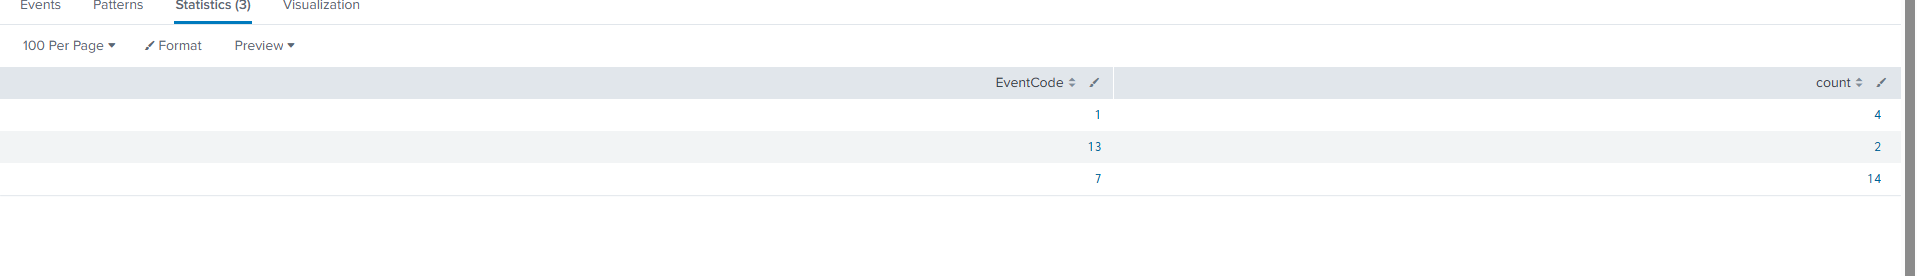 Events Patterns Statistics (3) Visualization
100 Per Page Format Preview
EventCode count
1 4
13 2
7 14